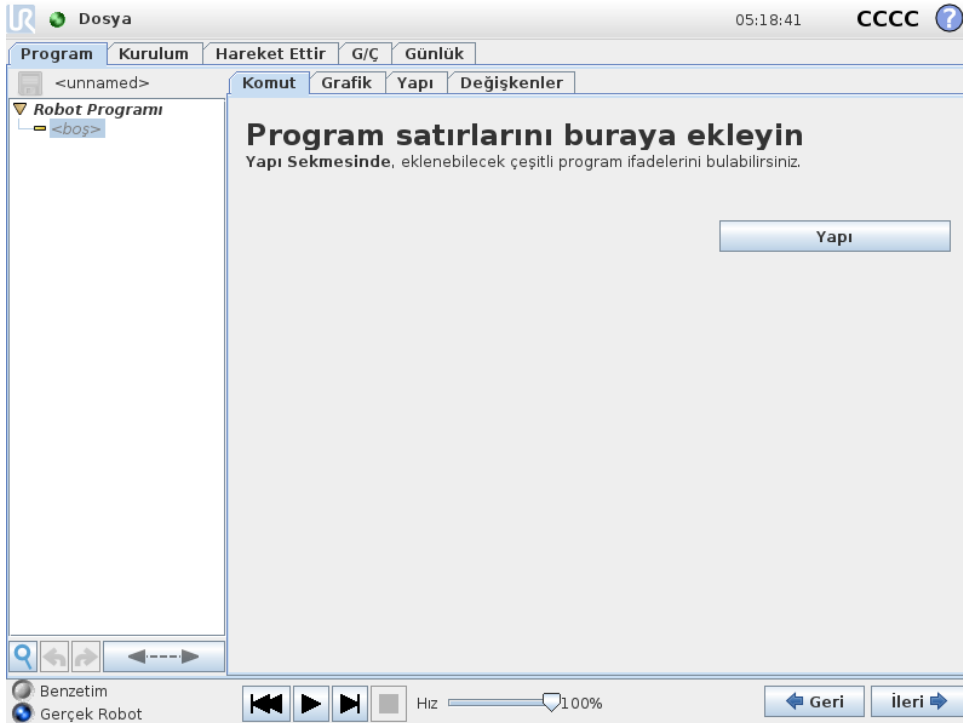 UR Dosya 05:18:41 CCCC ?
Program Kurulum Hareket Ettir G/Ç Günlük
<unnamed> Komut Grafik Yapı Değişkenler
Robot Programı
<boş>
Program satırlarını buraya ekleyin
Yapı Sekmesinde, eklenebilecek çeşitli program ifadelerini bulabilirsiniz.
Yapı
Benzetim
Gerçek Robot
Hız 100%
Geri İleri